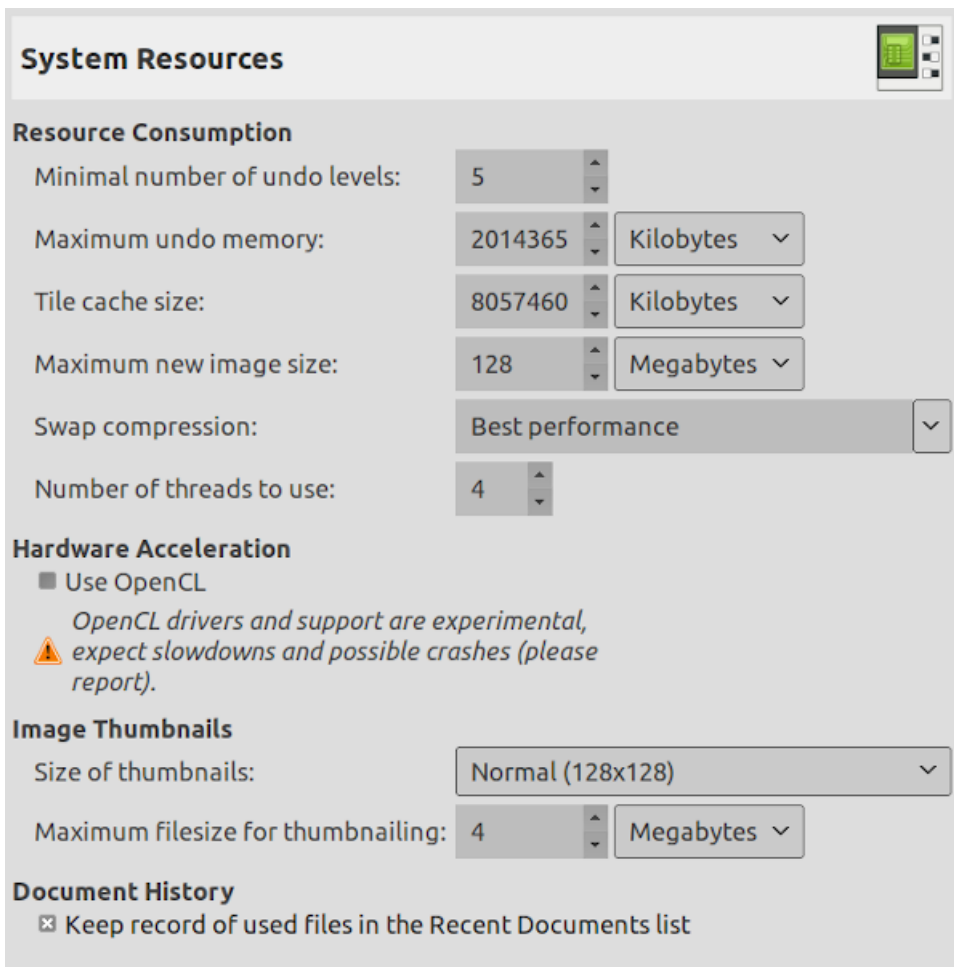 System Resources
Resource Consumption
Minimal number of undo levels: 5
Maximum undo memory: 2014365 Kilobytes
Tile cache size: 8057460 Kilobytes
Maximum new image size: 128 Megabytes
Swap compression: Best performance
Number of threads to use: 4
Hardware Acceleration
Use OpenCL
OpenCL drivers and support are experimental,
expect slowdowns and possible crashes (please
report).
Image Thumbnails
Size of thumbnails: Normal (128x128)
Maximum filesize for thumbnailing: 4 Megabytes
Document History
Keep record of used files in the Recent Documents list